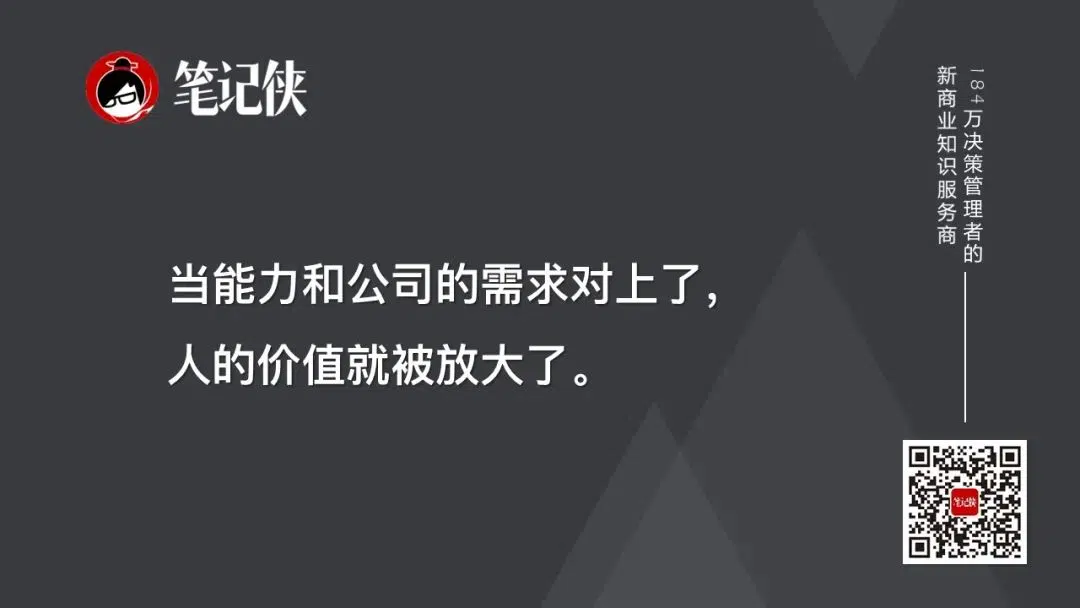 笔记侠
184万决策管理者的
新商业知识服务商
当能力和公司的需求对上了，
人的价值就被放大了。
笔记侠